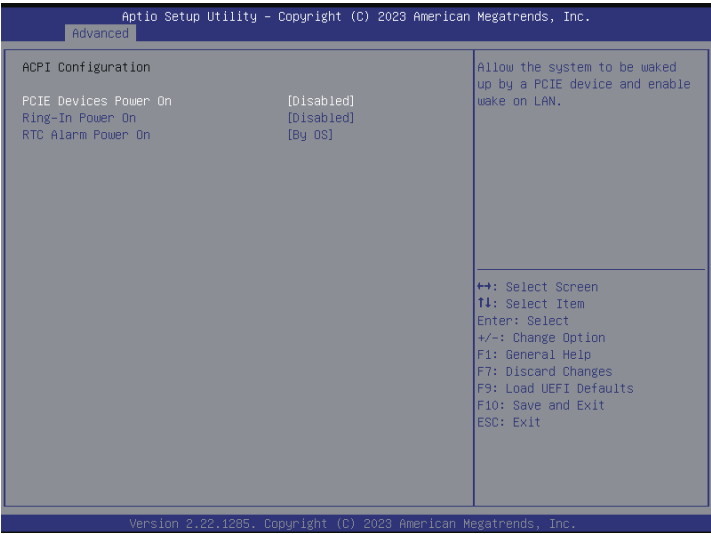 Aptio Setup Utility – Copyright (C) 2023 American Megatrends, Inc.
Advanced
ACPI Configuration
PCIE Devices Power On [Disabled]
Ring-In Power On [Disabled]
RTC Alarm Power On [By OS]
Allow the system to be waked
up by a PCIE device and enable
wake on LAN.
↔: Select Screen
↑↓: Select Item
Enter: Select
+/-: Change Option
F1: General Help
F7: Discard Changes
F9: Load UEFI Defaults
F10: Save and Exit
ESC: Exit
Version 2.22.1285. Copyright (C) 2023 American Megatrends, Inc.